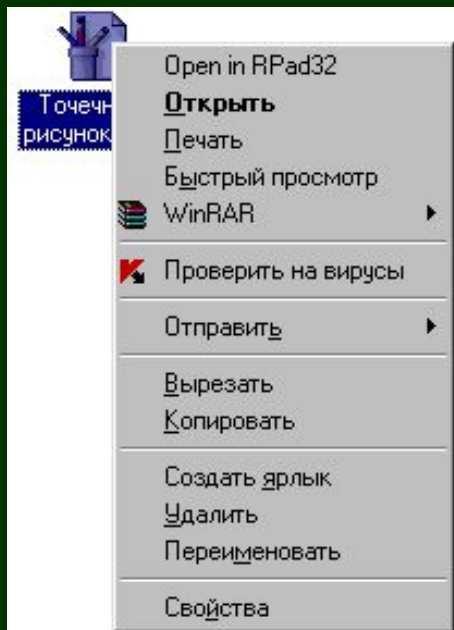 Точечн
рисунок
Open in RPad32
Открыть
Печать
Быстрый просмотр
WinRAR
Проверить на вирусы
Отправить
Вырезать
Копировать
Создать ярлык
Удалить
Переименовать
Свойства